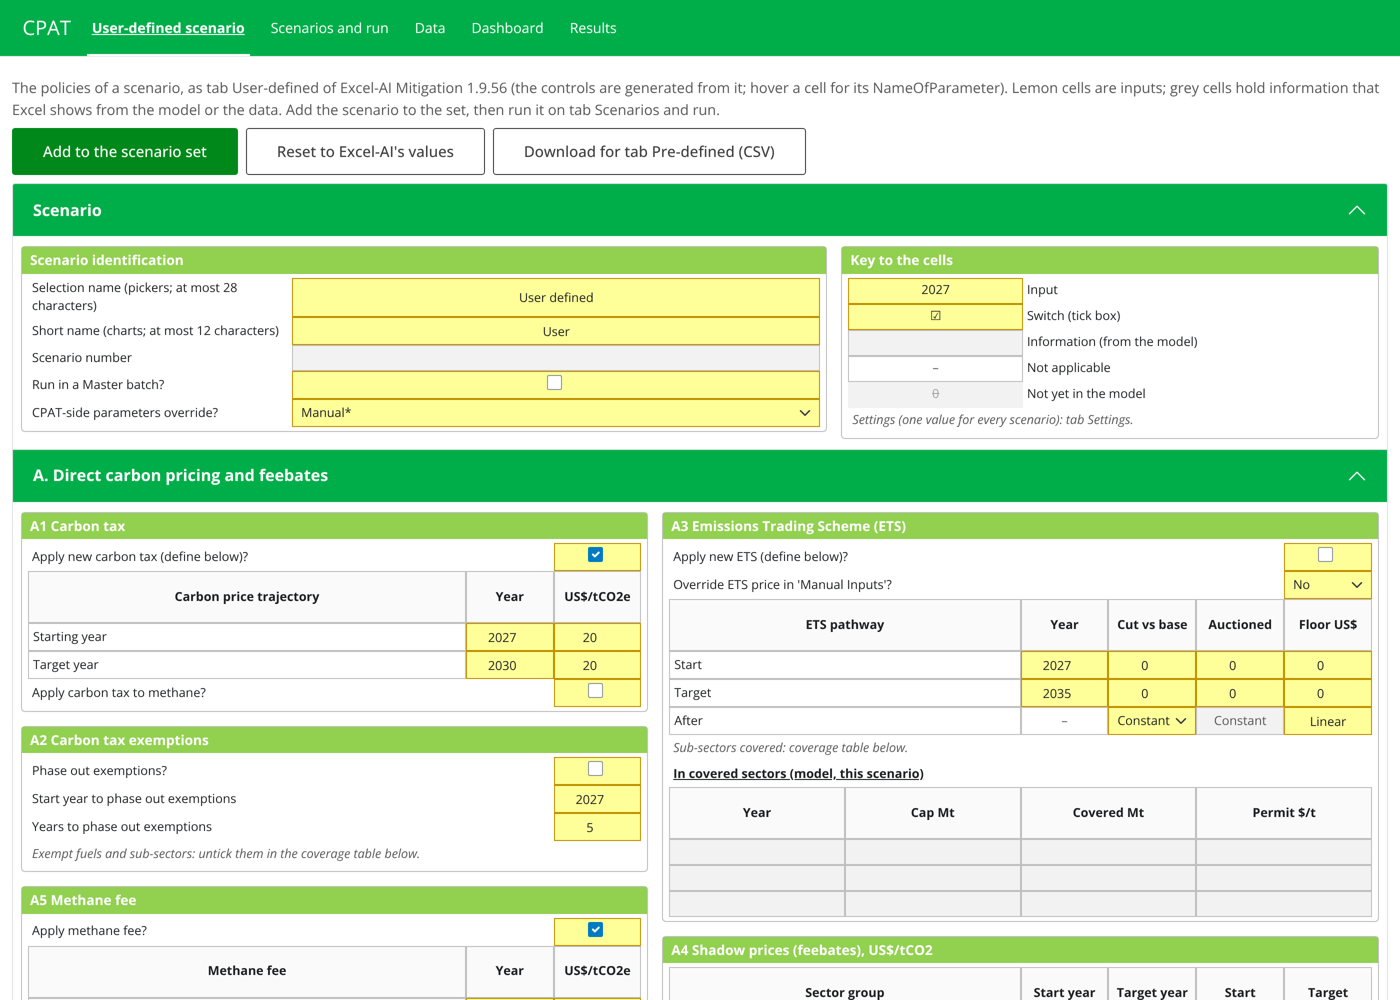 CPAT User-defined scenario Scenarios and run Data Dashboard Results
The policies of a scenario, as tab User-defined of Excel-AI Mitigation 1.9.56 (the controls are generated from it; hover a cell for its NameOfParameter). Lemon cells are inputs; grey cells hold information that
Excel shows from the model or the data. Add the scenario to the set, then run it on tab Scenarios and run.
Add to the scenario set Reset to Excel-AI's values Download for tab Pre-defined (CSV)
Scenario
Scenario identification
Selection name (pickers; at most 28
characters)
User defined
Short name (charts; at most 12 characters) User
Scenario number
Run in a Master batch?
CPAT-side parameters override? Manual*
Key to the cells
2027 Input
☑ Switch (tick box)
Information (from the model)
– Not applicable
0 Not yet in the model
Settings (one value for every scenario): tab Settings.
A. Direct carbon pricing and feebates
A1 Carbon tax
Apply new carbon tax (define below)?
Carbon price trajectory Year US$/tCO2e
Starting year 2027 20
Target year 2030 20
Apply carbon tax to methane?
A2 Carbon tax exemptions
Phase out exemptions?
Start year to phase out exemptions 2027
Years to phase out exemptions 5
Exempt fuels and sub-sectors: untick them in the coverage table below.
A5 Methane fee
Apply methane fee?
Methane fee Year US$/tCO2e
A3 Emissions Trading Scheme (ETS)
Apply new ETS (define below)?
Override ETS price in 'Manual Inputs'? No
ETS pathway Year Cut vs base Auctioned Floor US$
Start 2027 0 0 0
Target 2035 0 0 0
After – Constant Constant Linear
Sub-sectors covered: coverage table below.
In covered sectors (model, this scenario)
Year Cap Mt Covered Mt Permit $/t
A4 Shadow prices (feebates), US$/tCO2
Sector group Start year Target year Start Target